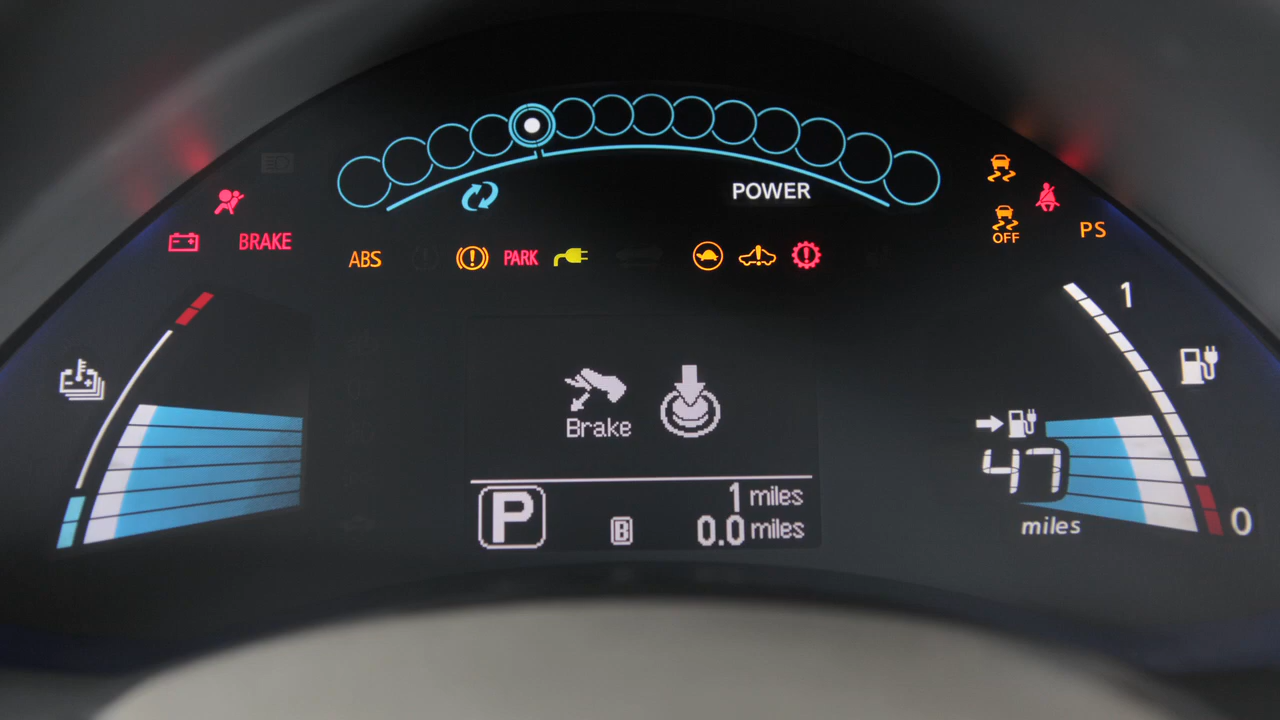 POWER
BRAKE
ABS
PARK
OFF
PS
1
Brake
47
miles
0
P
1 miles
B
0.0 miles